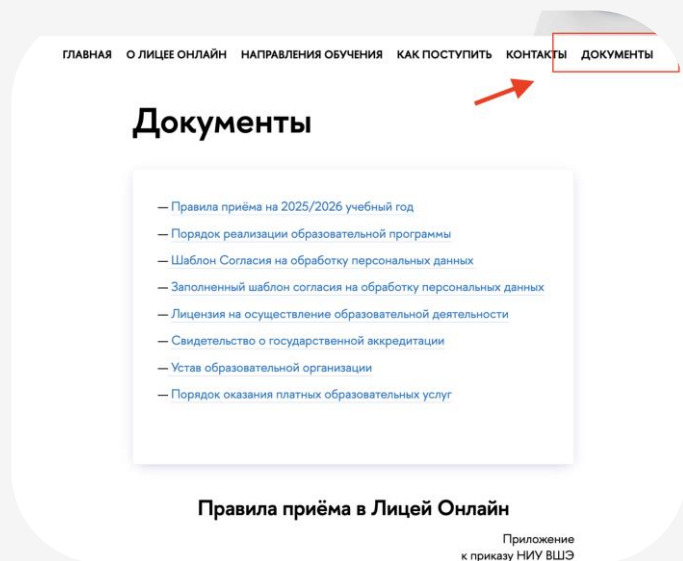 ГЛАВНАЯ О ЛИЦЕЕ ОНЛАЙН НАПРАВЛЕНИЯ ОБУЧЕНИЯ КАК ПОСТУПИТЬ КОНТАКТЫ ДОКУМЕНТЫ
Документы
— Правила приёма на 2025/2026 учебный год
— Порядок реализации образовательной программы
— Шаблон Согласия на обработку персональных данных
— Заполненный шаблон согласия на обработку персональных данных
— Лицензия на осуществление образовательной деятельности
— Свидетельство о государственной аккредитации
— Устав образовательной организации
— Порядок оказания платных образовательных услуг
Правила приёма в Лицей Онлайн
Приложение
к приказу НИУ ВШЭ